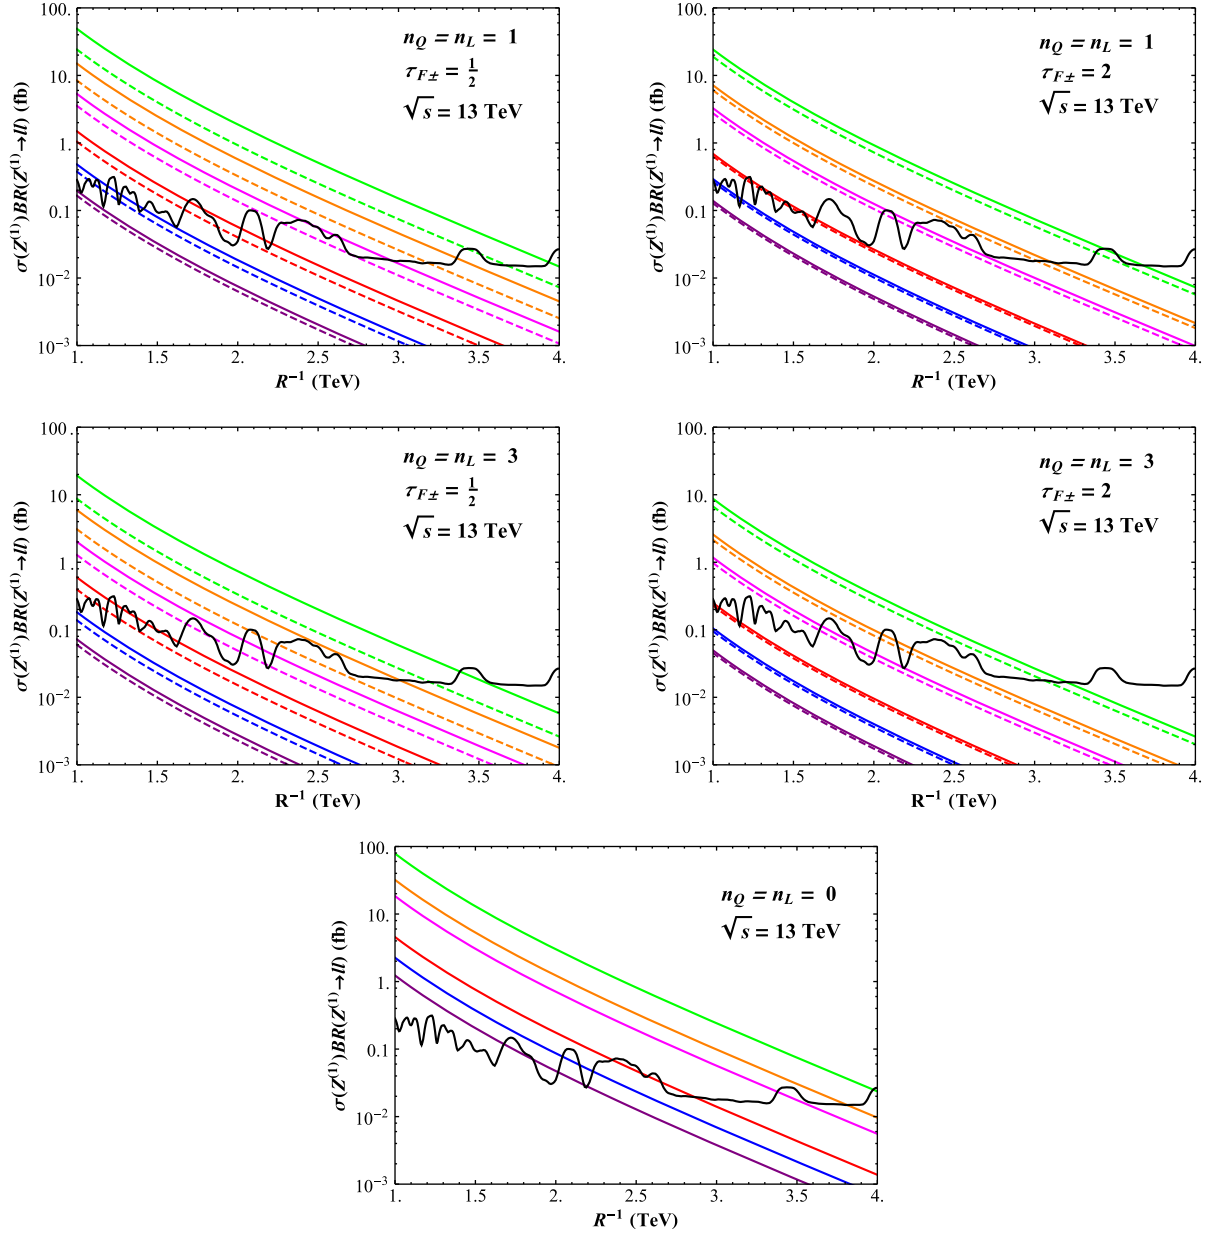 100.
10.
1.
0.1
10⁻²
10⁻³
σ(Z⁽¹⁾)BR(Z⁽¹⁾→ll) (fb)
n_Q = n_L = 1
τ_F± = 1/2
√s = 13 TeV
1. 1.5 2. 2.5 3. 3.5 4.
R⁻¹ (TeV)
100.
10.
1.
0.1
10⁻²
10⁻³
σ(Z⁽¹⁾)BR(Z⁽¹⁾→ll) (fb)
n_Q = n_L = 1
τ_F± = 2
√s = 13 TeV
1. 1.5 2. 2.5 3. 3.5 4.
R⁻¹ (TeV)
100.
10.
1.
0.1
10⁻²
10⁻³
σ(Z⁽¹⁾)BR(Z⁽¹⁾→ll) (fb)
n_Q = n_L = 3
τ_F± = 1/2
√s = 13 TeV
1. 1.5 2. 2.5 3. 3.5 4.
R⁻¹ (TeV)
100.
10.
1.
0.1
10⁻²
10⁻³
σ(Z⁽¹⁾)BR(Z⁽¹⁾→ll) (fb)
n_Q = n_L = 3
τ_F± = 2
√s = 13 TeV
1. 1.5 2. 2.5 3. 3.5 4.
R⁻¹ (TeV)
100.
10.
1.
0.1
10⁻²
10⁻³
σ(Z⁽¹⁾)BR(Z⁽¹⁾→ll) (fb)
n_Q = n_L = 0
√s = 13 TeV
1. 1.5 2. 2.5 3. 3.5 4.
R⁻¹ (TeV)